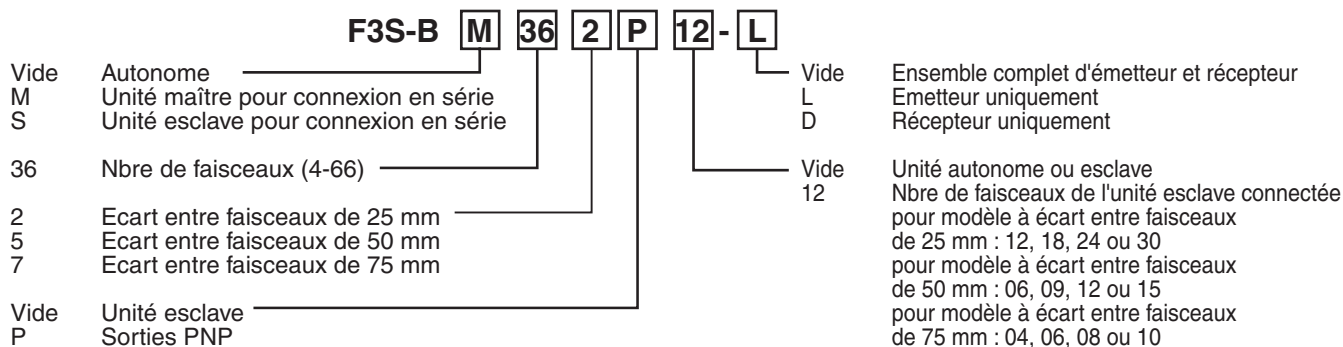 F3S-B M 36 2 P 12 - L
Vide Autonome
M Unité maître pour connexion en série
S Unité esclave pour connexion en série
36 Nbre de faisceaux (4-66)
2 Ecart entre faisceaux de 25 mm
5 Ecart entre faisceaux de 50 mm
7 Ecart entre faisceaux de 75 mm
Vide Unité esclave
P Sorties PNP
Vide Ensemble complet d'émetteur et récepteur
L Emetteur uniquement
D Récepteur uniquement
Vide Unité autonome ou esclave
12 Nbre de faisceaux de l'unité esclave connectée
pour modèle à écart entre faisceaux
de 25 mm : 12, 18, 24 ou 30
pour modèle à écart entre faisceaux
de 50 mm : 06, 09, 12 ou 15
pour modèle à écart entre faisceaux
de 75 mm : 04, 06, 08 ou 10